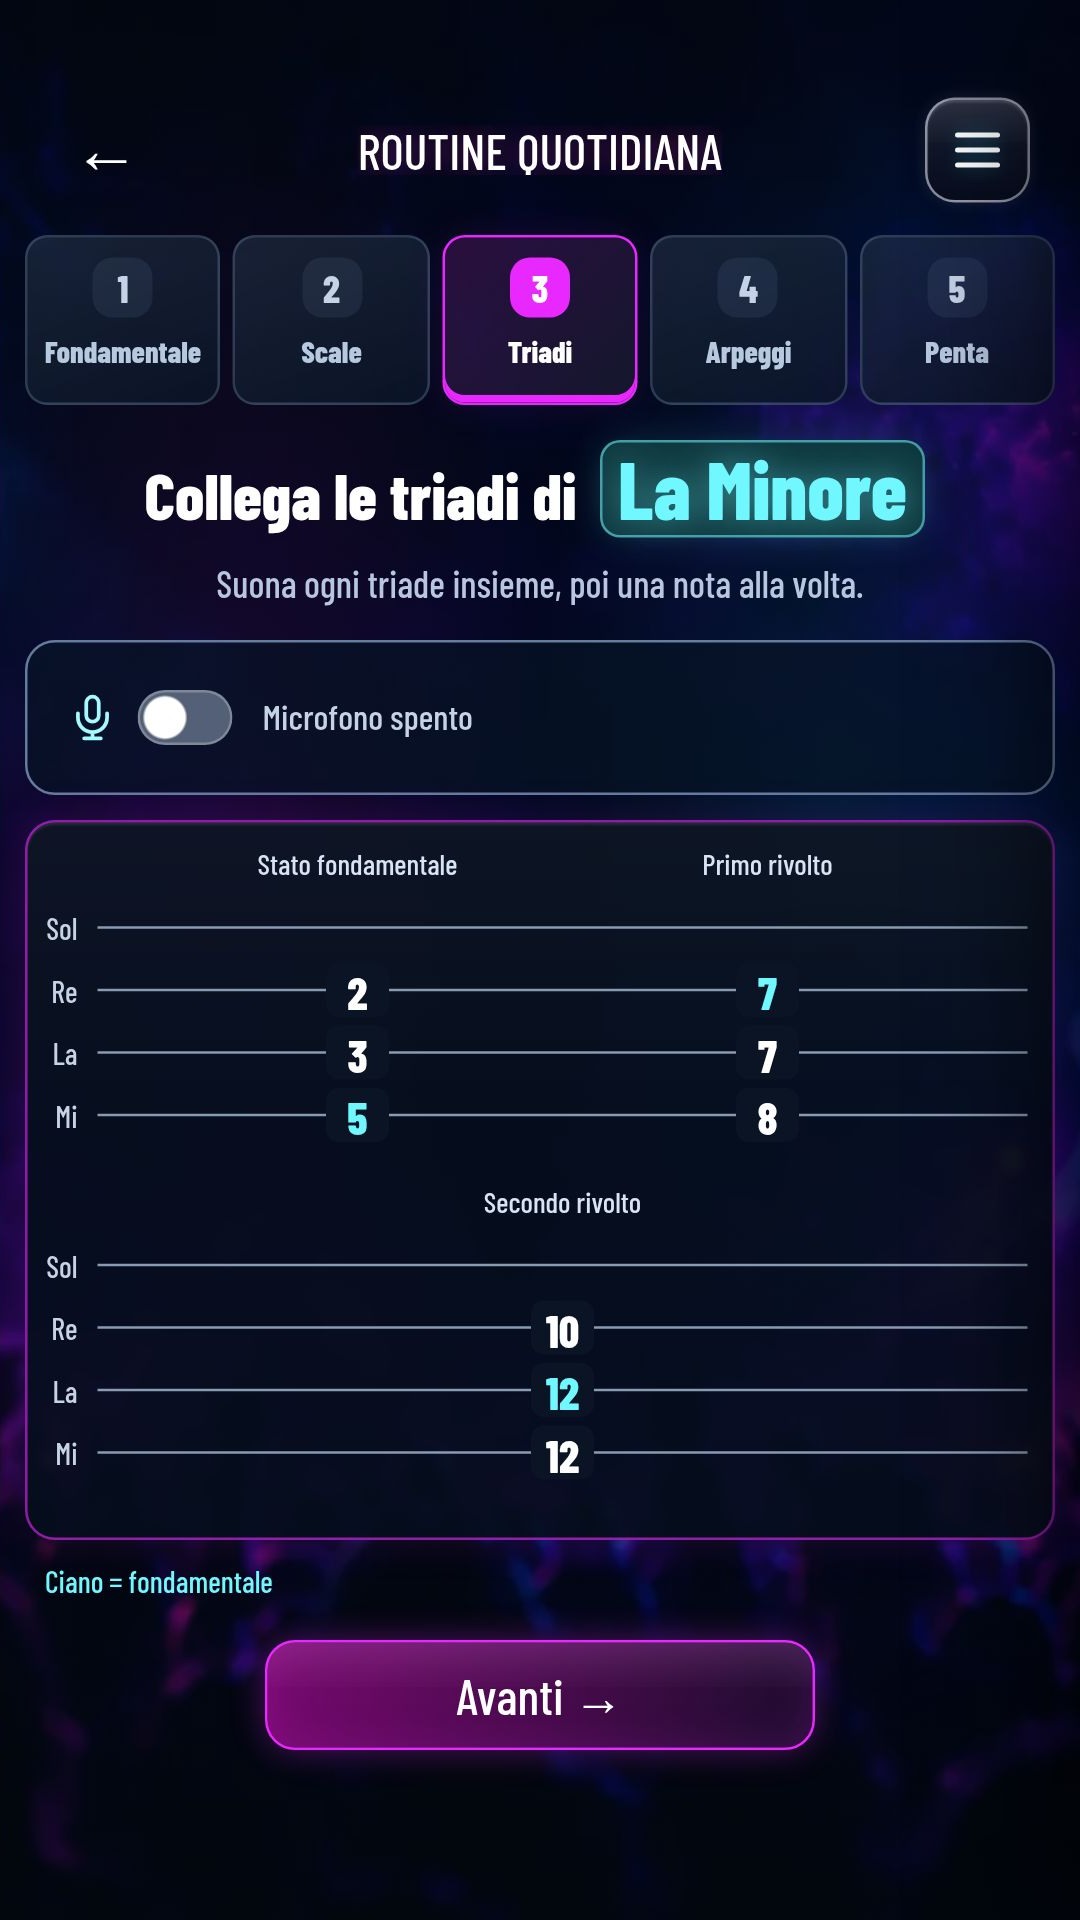 ← ROUTINE QUOTIDIANA
1 2 3 4 5
Fondamentale Scale Triadi Arpeggi Penta
Collega le triadi di La Minore
Suona ogni triade insieme, poi una nota alla volta.
Microfono spento
Stato fondamentale Primo rivolto
Sol
Re 2 7
La 3 7
Mi 5 8
Secondo rivolto
Sol
Re 10
La 12
Mi 12
Ciano = fondamentale
Avanti →